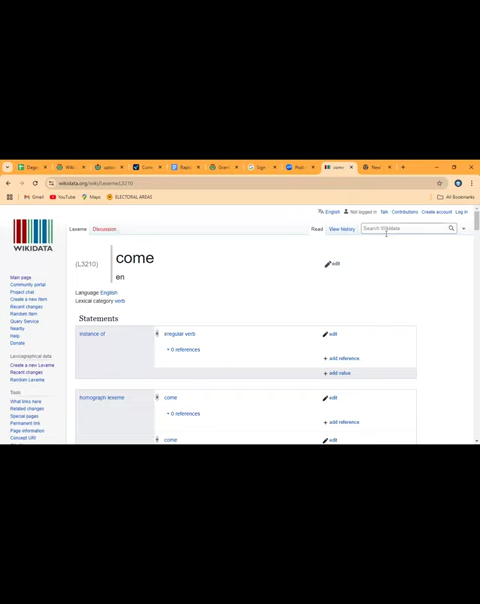 Wiki
Sign
come
New
wikidata.org/wiki/Lexeme:L3210
Gmail YouTube Maps ELECTORAL AREAS All Bookmarks
English Not logged in Talk Contributions Create account Log in
Lexeme Discussion Read View history Search Wikidata
WIKIDATA
(L3210) come
en
Language English
Lexical category verb
Statements
instance of irregular verb edit
0 references
+ add reference
+ add value
homograph lexeme come edit
0 references
+ add reference
come edit
Main page
Community portal
Project chat
Create a new Item
Recent changes
Random Item
Query Service
Nearby
Help
Donate
Lexicographical data
Create a new Lexeme
Recent changes
Random Lexeme
Tools
What links here
Related changes
Special pages
Permanent link
Page information
Concept URI